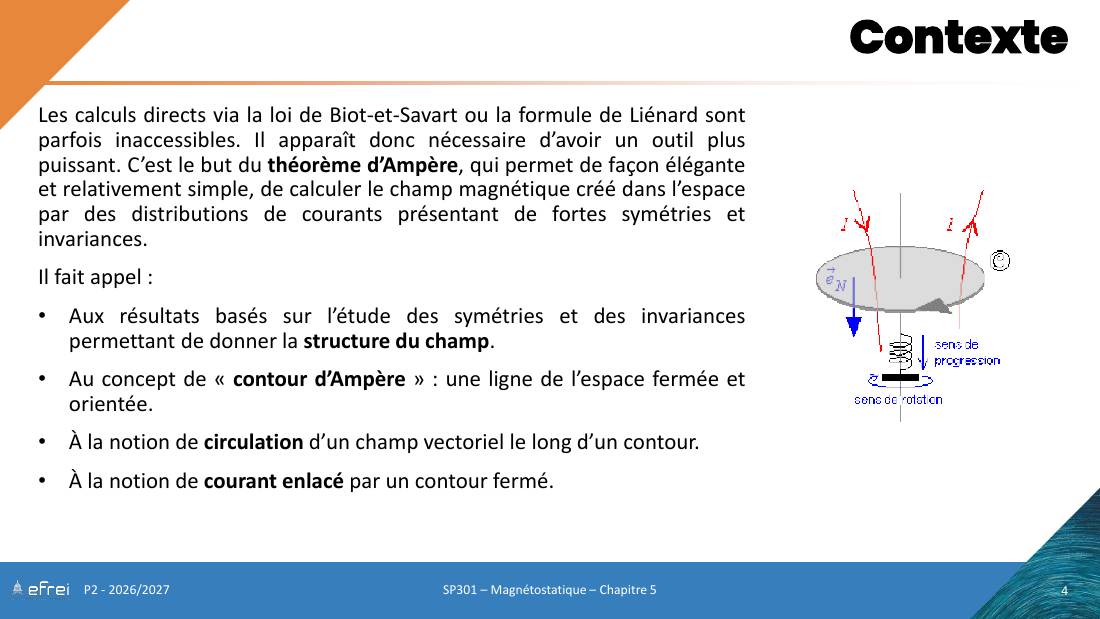 Contexte
Les calculs directs via la loi de Biot-et-Savart ou la formule de Liénard sont
parfois inaccessibles. Il apparaît donc nécessaire d’avoir un outil plus
puissant. C’est le but du théorème d’Ampère, qui permet de façon élégante
et relativement simple, de calculer le champ magnétique créé dans l’espace
par des distributions de courants présentant de fortes symétries et
invariances.
Il fait appel :
• Aux résultats basés sur l’étude des symétries et des invariances
permettant de donner la structure du champ.
• Au concept de « contour d’Ampère » : une ligne de l’espace fermée et
orientée.
• À la notion de circulation d’un champ vectoriel le long d’un contour.
• À la notion de courant enlacé par un contour fermé.
I
I
C
e⃗N
sens de
progression
sens de rotation
efrei
P2 - 2026/2027
SP301 – Magnétostatique – Chapitre 5
4